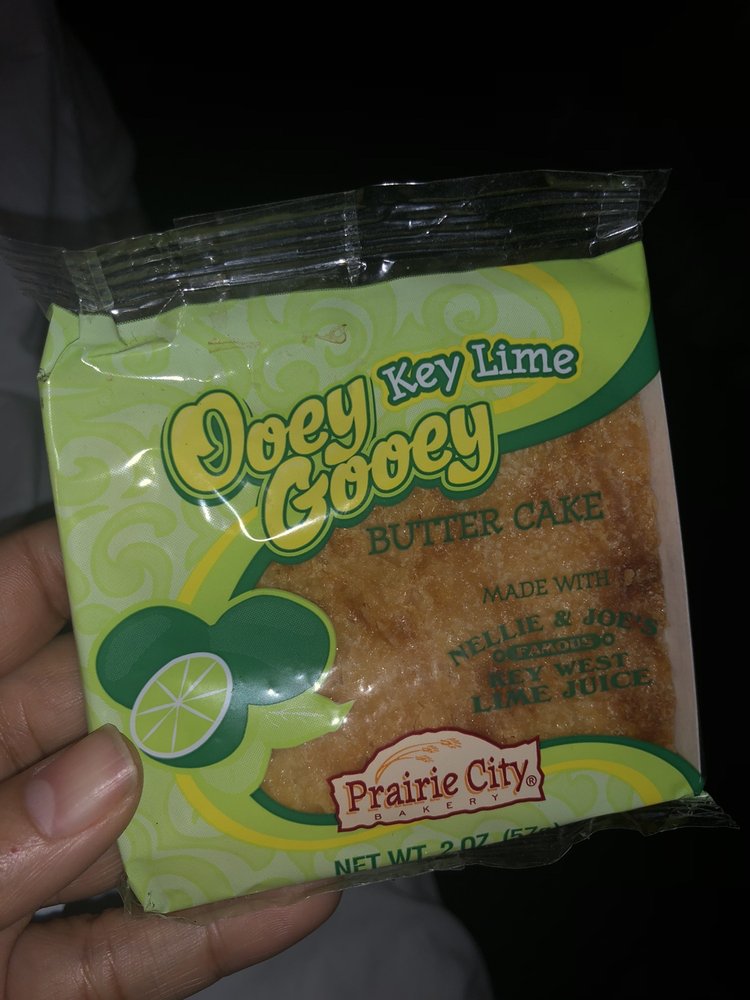 Key Lime
Ooey
Gooey
BUTTER CAKE
MADE WITH
NELLIE & JOE'S
FAMOUS
KEY WEST
LIME JUICE
Prairie City®
BAKERY
NET WT. 2 OZ. (57g)